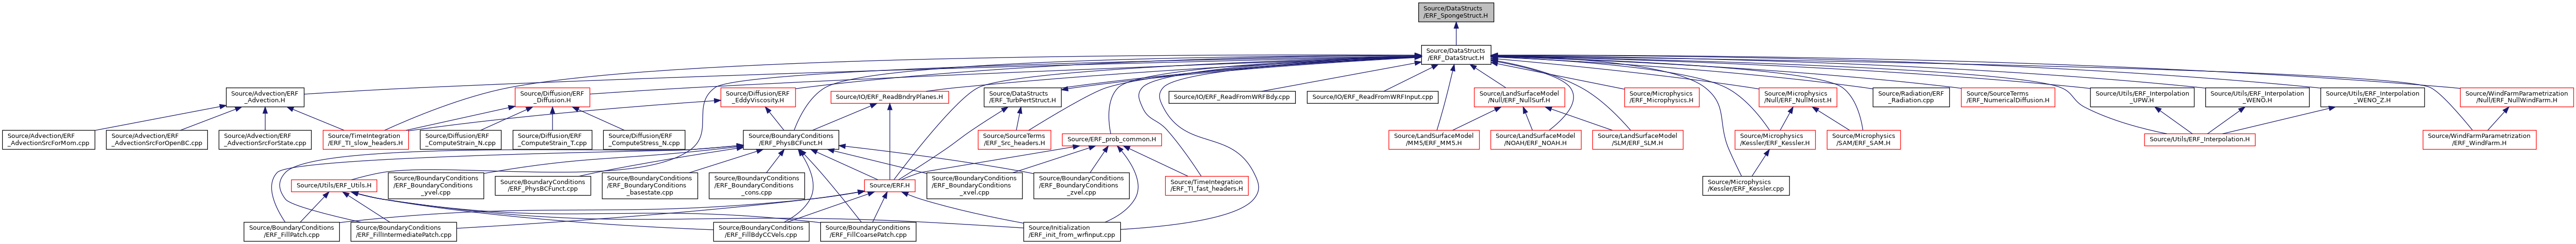 Source/DataStructs
/ERF_SpongeStruct.H
Source/DataStructs
/ERF_DataStruct.H
Source/Advection/ERF
_Advection.H
Source/Diffusion/ERF
_Diffusion.H
Source/Diffusion/ERF
_EddyViscosity.H
Source/IO/ERF_ReadBndryPlanes.H
Source/DataStructs
/ERF_TurbPertStruct.H
Source/IO/ERF_ReadFromWRFBdy.cpp
Source/IO/ERF_ReadFromWRFInput.cpp
Source/LandSurfaceModel
/Null/ERF_NullSurf.H
Source/Microphysics
/ERF_Microphysics.H
Source/Microphysics
/Null/ERF_NullMoist.H
Source/Radiation/ERF
_Radiation.cpp
Source/SourceTerms
/ERF_NumericalDiffusion.H
Source/Utils/ERF_Interpolation
_UPW.H
Source/Utils/ERF_Interpolation
_WENO.H
Source/Utils/ERF_Interpolation
_WENO_Z.H
Source/WindFarmParametrization
/Null/ERF_NullWindFarm.H
Source/Advection/ERF
_AdvectionSrcForMom.cpp
Source/Advection/ERF
_AdvectionSrcForOpenBC.cpp
Source/Advection/ERF
_AdvectionSrcForState.cpp
Source/TimeIntegration
/ERF_TI_slow_headers.H
Source/Diffusion/ERF
_ComputeStrain_N.cpp
Source/Diffusion/ERF
_ComputeStrain_T.cpp
Source/Diffusion/ERF
_ComputeStress_N.cpp
Source/BoundaryConditions
/ERF_PhysBCFunct.H
Source/SourceTerms
/ERF_Src_headers.H
Source/ERF_prob_common.H
Source/LandSurfaceModel
/MM5/ERF_MM5.H
Source/LandSurfaceModel
/NOAH/ERF_NOAH.H
Source/LandSurfaceModel
/SLM/ERF_SLM.H
Source/Microphysics
/Kessler/ERF_Kessler.H
Source/Microphysics
/SAM/ERF_SAM.H
Source/Utils/ERF_Interpolation.H
Source/WindFarmParametrization
/ERF_WindFarm.H
Source/Utils/ERF_Utils.H
Source/BoundaryConditions
/ERF_BoundaryConditions
_yvel.cpp
Source/BoundaryConditions
/ERF_PhysBCFunct.cpp
Source/BoundaryConditions
/ERF_BoundaryConditions
_basestate.cpp
Source/BoundaryConditions
/ERF_BoundaryConditions
_cons.cpp
Source/ERF.H
Source/BoundaryConditions
/ERF_BoundaryConditions
_xvel.cpp
Source/BoundaryConditions
/ERF_BoundaryConditions
_zvel.cpp
Source/TimeIntegration
/ERF_TI_fast_headers.H
Source/Microphysics
/Kessler/ERF_Kessler.cpp
Source/BoundaryConditions
/ERF_FillPatch.cpp
Source/BoundaryConditions
/ERF_FillIntermediatePatch.cpp
Source/BoundaryConditions
/ERF_FillBdyCCVels.cpp
Source/BoundaryConditions
/ERF_FillCoarsePatch.cpp
Source/Initialization
/ERF_init_from_wrfinput.cpp